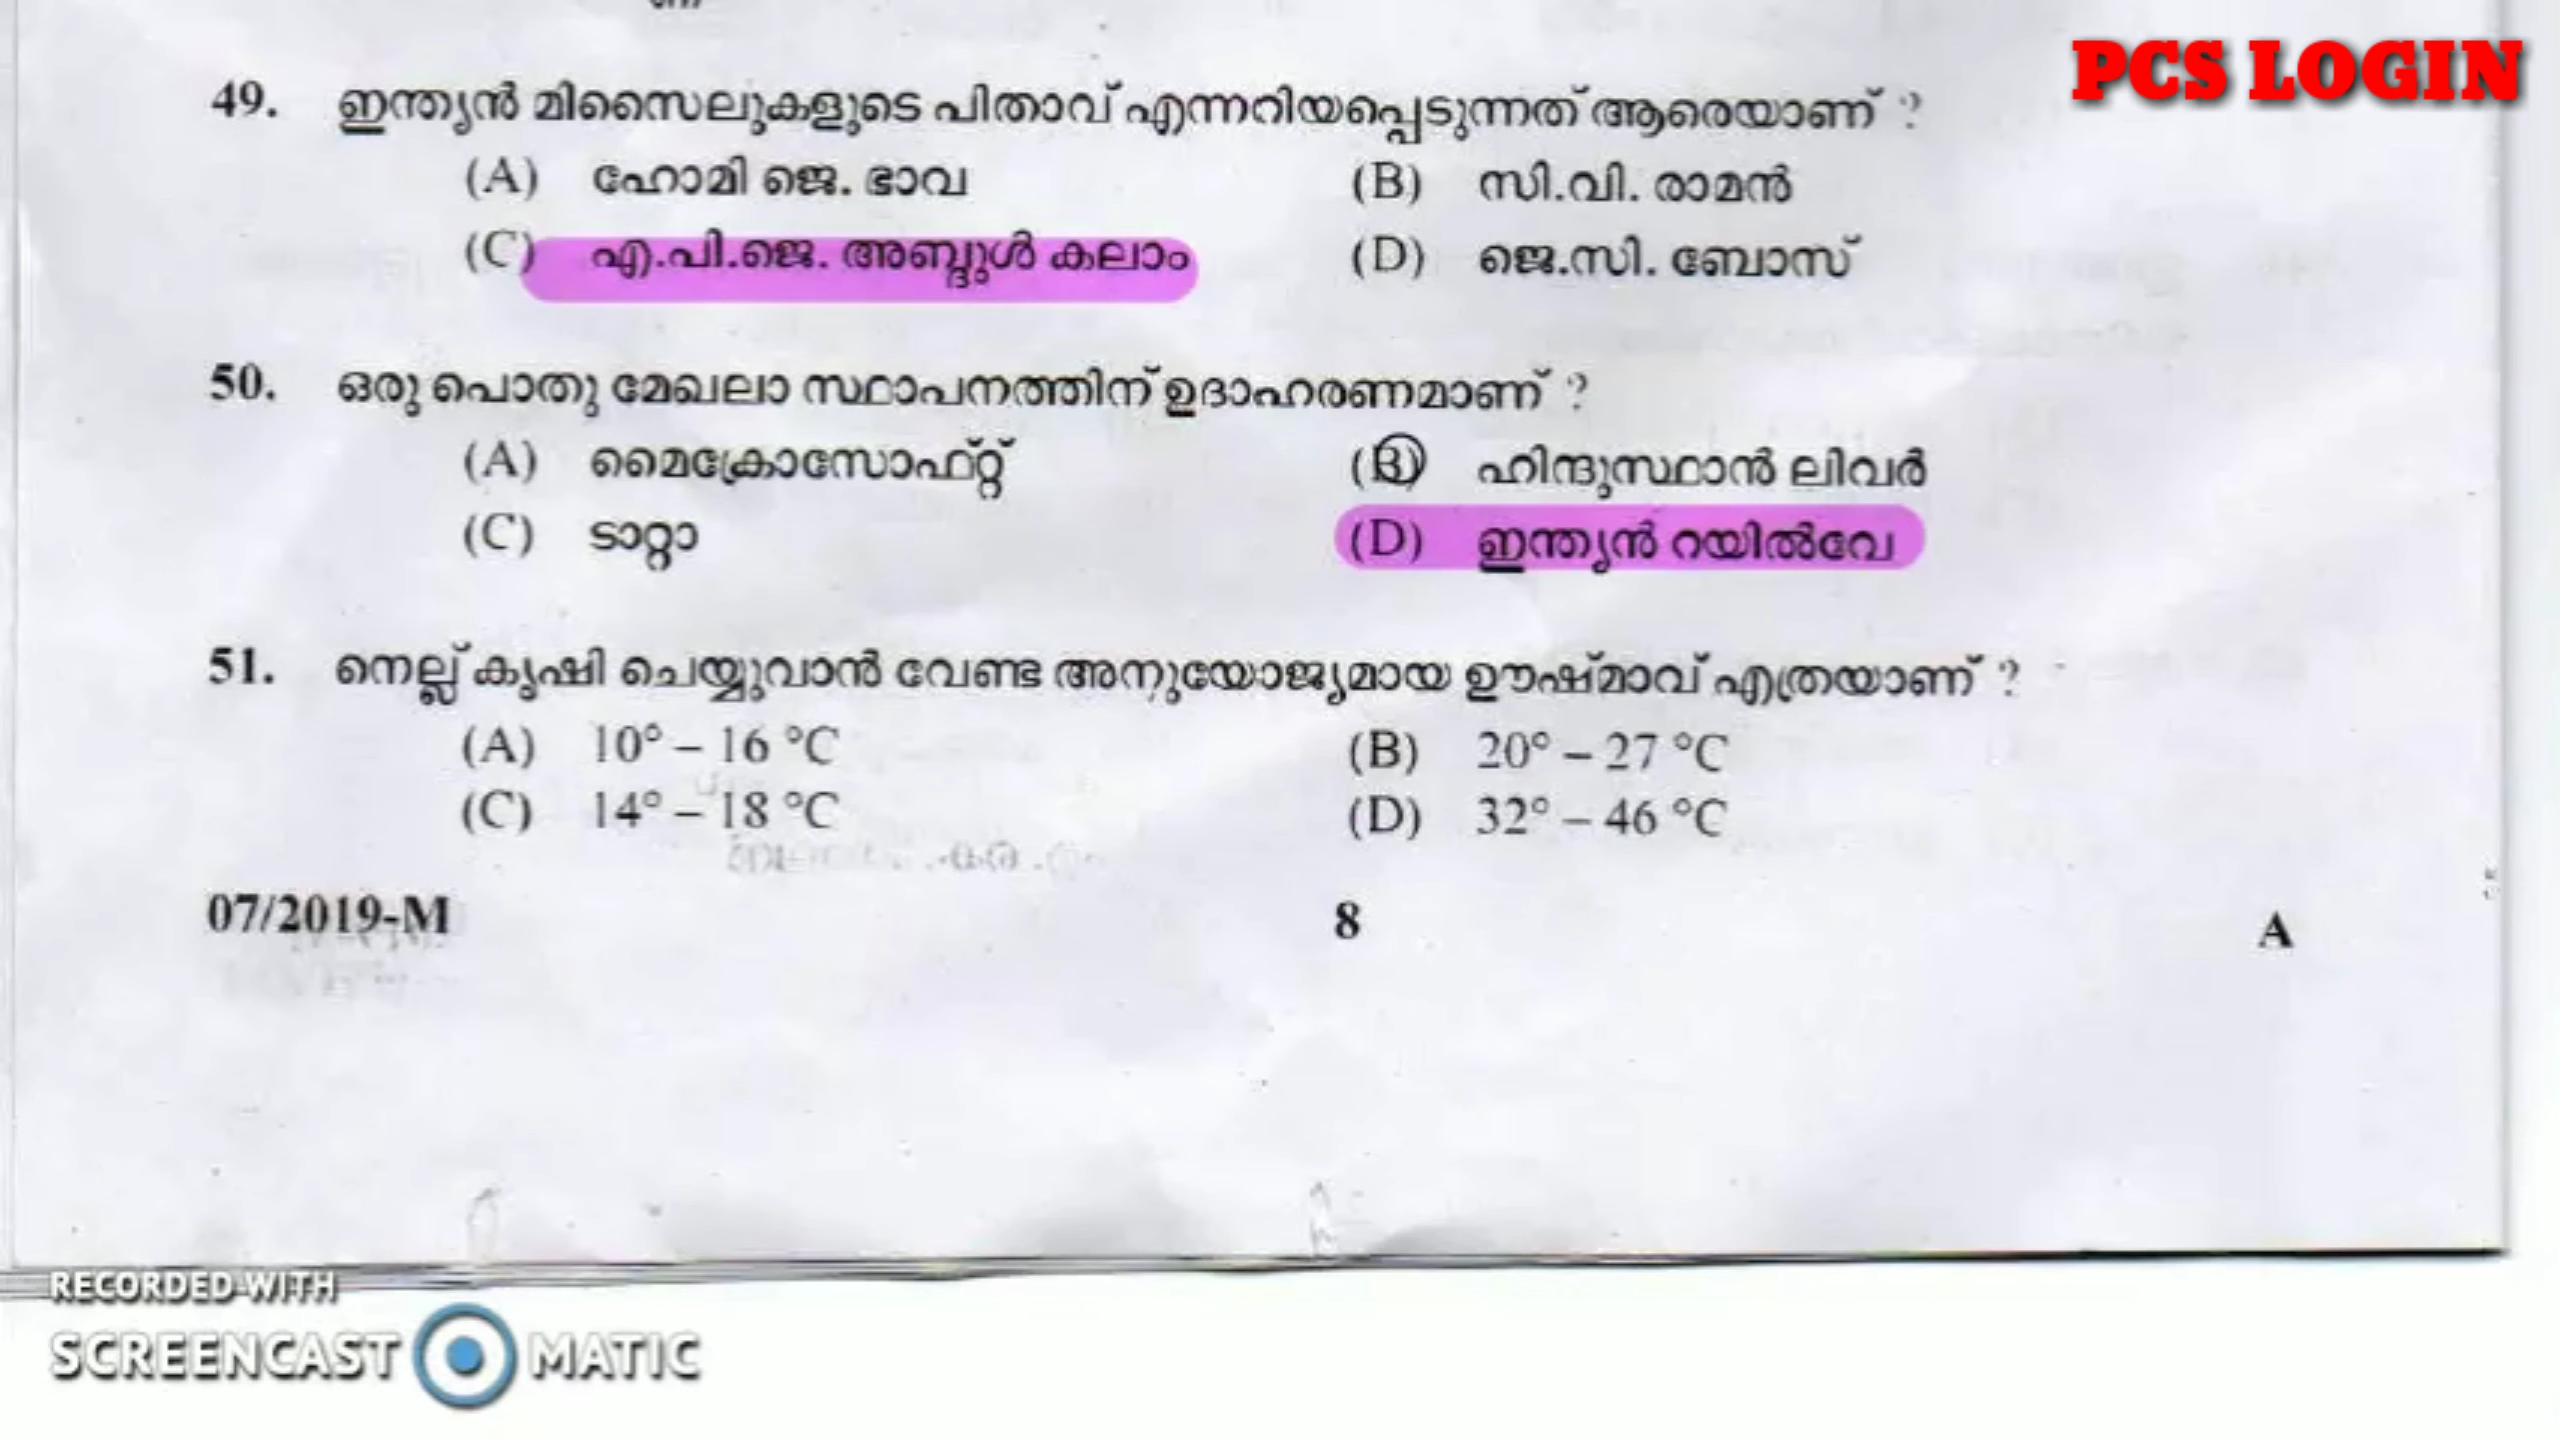 PCS LOGIN
49. ഇന്ത്യൻ മിസൈലുകളുടെ പിതാവ് എന്നറിയപ്പെടുന്നത് ആരെയാണ് ?
(A) ഹോമി ജെ. ഭാവ (B) സി.വി. രാമൻ
(C) എ.പി.ജെ. അബ്ദുൾ കലാം (D) ജെ.സി. ബോസ്
50. ഒരു പൊതു മേഖലാ സ്ഥാപനത്തിന് ഉദാഹരണമാണ് ?
(A) മൈക്രോസോഫ്റ്റ് (B) ഹിന്ദുസ്ഥാൻ ലിവർ
(C) ടാറ്റാ (D) ഇന്ത്യൻ റയിൽവേ
51. നെല്ല് കൃഷി ചെയ്യുവാൻ വേണ്ട അനുയോജ്യമായ ഊഷ്മാവ് എത്രയാണ് ?
(A) 10° – 16 °C (B) 20° – 27 °C
(C) 14° – 18 °C (D) 32° – 46 °C
07/2019-M 8 A
RECORDED WITH
SCREENCAST MATIC